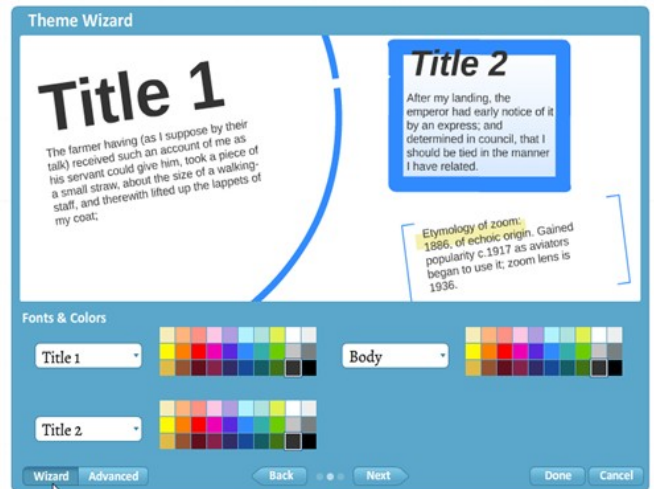 Theme Wizard
Title 1
The farmer having (as I suppose by their
talk) received such an account of me as
his servant could give him, took a piece of
a small straw, about the size of a walking-
staff, and therewith lifted up the lappets of
my coat;
Title 2
After my landing, the
emperor had early notice of it
by an express; and
determined in council, that I
should be tied in the manner
I have related.
Etymology of zoom:
1886, of echoic origin. Gained
popularity c.1917 as aviators
began to use it; zoom lens is
1936.
Fonts & Colors
Title 1
Body
Title 2
Wizard Advanced Back Next Done Cancel